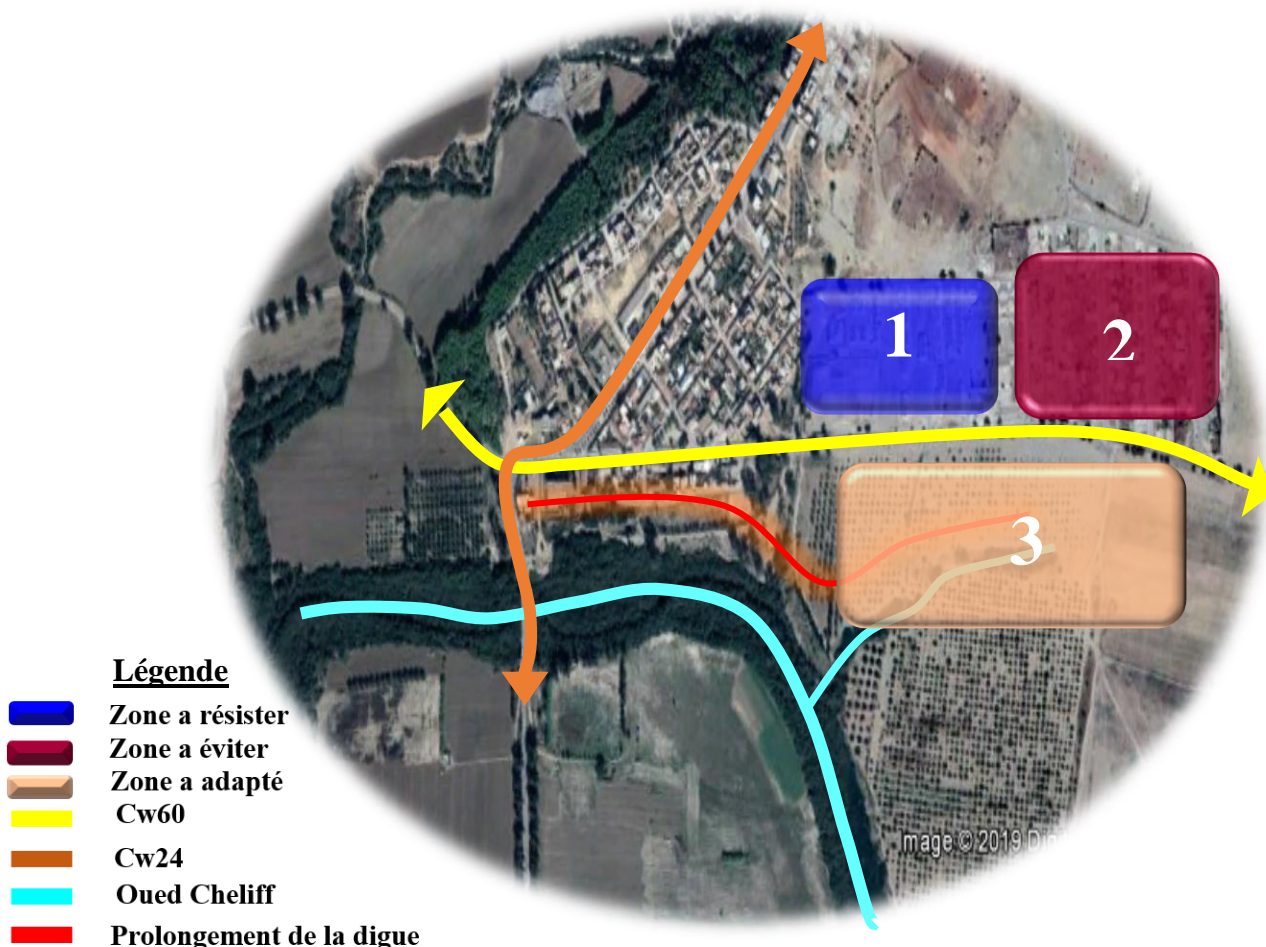 1
2
3
Légende
Zone a résister
Zone a éviter
Zone a adapté
Cw60
Cw24
Oued Cheliff
Prolongement de la digue
mage © 2019